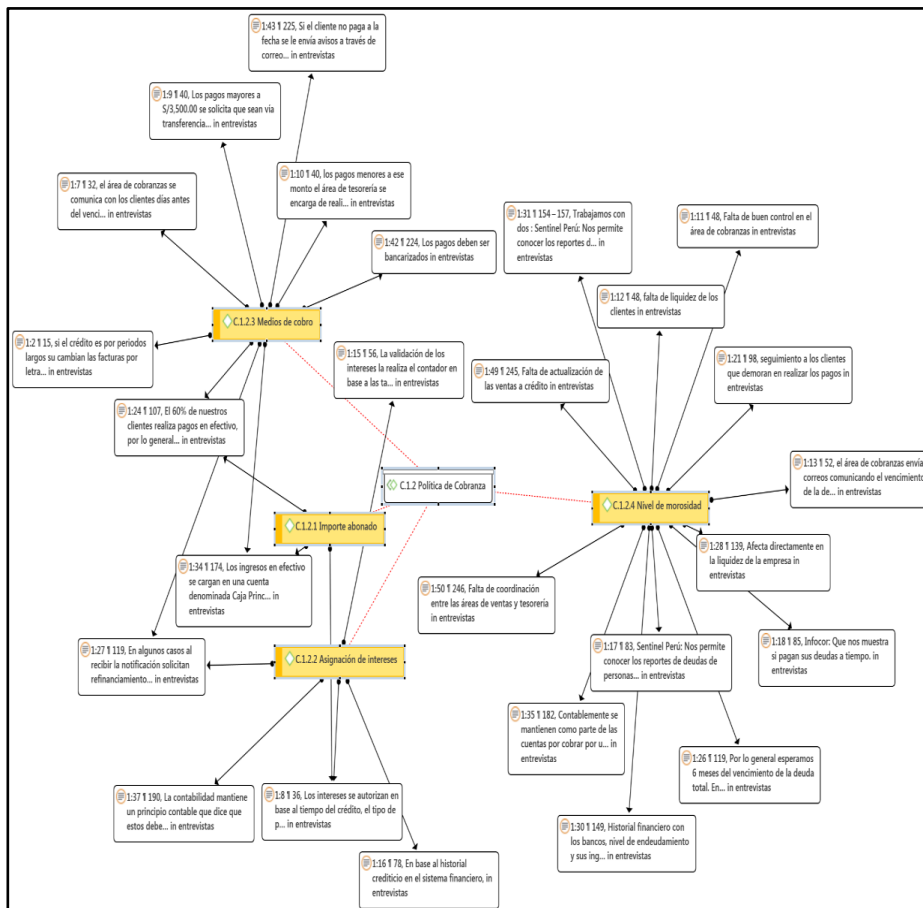 1:43 ¶ 225, Si el cliente no paga a la
fecha se le envía avisos a través de
correo... in entrevistas
1:9 ¶ 40, Los pagos mayores a
S/3,500.00 se solicita que sean vía
transferencia... in entrevistas
1:7 ¶ 32, el área de cobranzas se
comunica con los clientes días antes
del venci... in entrevistas
1:10 ¶ 40, los pagos menores a ese
monto el área de tesorería se
encarga de reali... in entrevistas
1:42 ¶ 224, Los pagos deben ser
bancarizados in entrevistas
1:31 ¶ 154 – 157, Trabajamos con
dos : Sentinel Perú: Nos permite
conocer los reportes d... in
entrevistas
1:11 ¶ 48, Falta de buen control en el
área de cobranzas in entrevistas
1:12 ¶ 48, falta de liquidez de los
clientes in entrevistas
C.1.2.3 Medios de cobro
1:2 ¶ 15, si el crédito es por periodos
largos su cambian las facturas por
letra... in entrevistas
1:15 ¶ 56, La validación de los
intereses la realiza el contador en
base a las ta... in entrevistas
1:49 ¶ 245, Falta de actualización de
las ventas a crédito in entrevistas
1:21 ¶ 98, seguimiento a los clientes
que demoran en realizar los pagos in
entrevistas
1:24 ¶ 107, El 60% de nuestros
clientes realiza pagos en efectivo,
por lo general... in entrevistas
C.1.2 Política de Cobranza
1:13 ¶ 52, el área de cobranzas envía
correos comunicando el vencimiento
de la de... in entrevistas
C.1.2.4 Nivel de morosidad
C.1.2.1 Importe abonado
1:28 ¶ 139, Afecta directamente en
la liquidez de la empresa in
entrevistas
1:34 ¶ 174, Los ingresos en efectivo
se cargan en una cuenta
denominada Caja Princ... in
entrevistas
1:50 ¶ 246, Falta de coordinación
entre las áreas de ventas y tesorería
in entrevistas
1:18 ¶ 85, Infocor: Que nos muestra
si pagan sus deudas a tiempo. in
entrevistas
1:27 ¶ 119, En algunos casos al
recibir la notificación solicitan
refinanciamiento... in entrevistas
C.1.2.2 Asignación de intereses
1:17 ¶ 83, Sentinel Perú: Nos permite
conocer los reportes de deudas de
personas... in entrevistas
1:35 ¶ 182, Contablemente se
mantienen como parte de las
cuentas por cobrar por u... in
entrevistas
1:26 ¶ 119, Por lo general esperamos
6 meses del vencimiento de la deuda
total. En... in entrevistas
1:37 ¶ 190, La contabilidad mantiene
un principio contable que dice que
estos debe... in entrevistas
1:8 ¶ 36, Los intereses se autorizan en
base al tiempo del crédito, el tipo de
p... in entrevistas
1:30 ¶ 149, Historial financiero con
los bancos, nivel de endeudamiento
y sus ing... in entrevistas
1:16 ¶ 78, En base al historial
crediticio en el sistema financiero, in
entrevistas